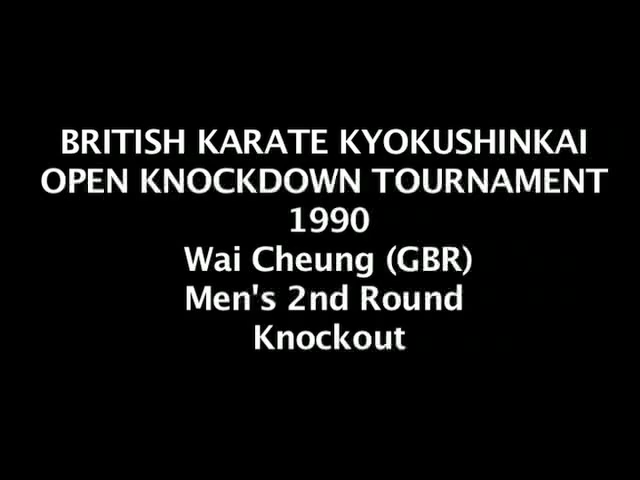 BRITISH KARATE KYOKUSHINKAI
OPEN KNOCKDOWN TOURNAMENT
1990
Wai Cheung (GBR)
Men's 2nd Round
Knockout